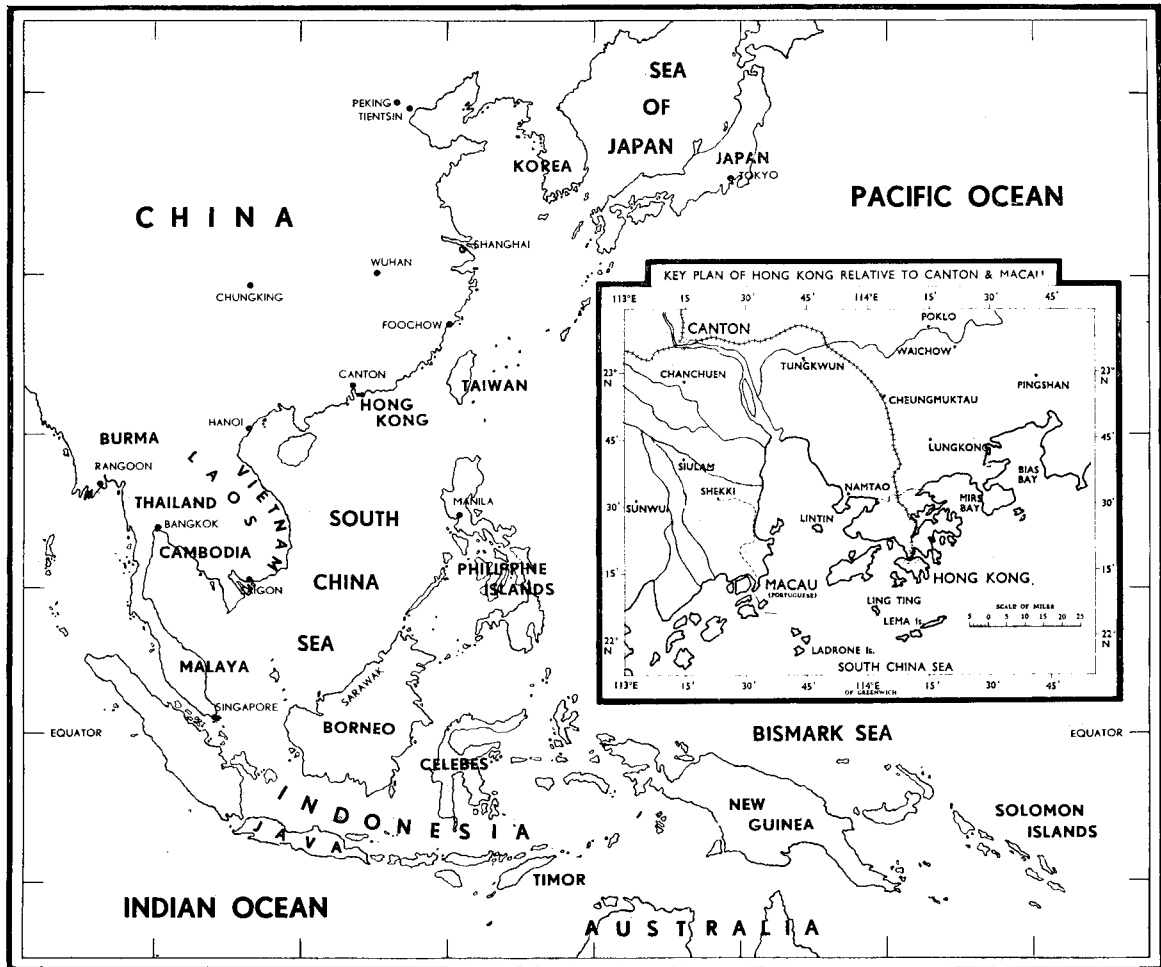 SEA
OF
JAPAN
PEKING
TIENTSIN
KOREA
JAPAN
TOKYO
PACIFIC OCEAN
CHINA
SHANGHAI
WUHAN
CHUNGKING
FOOCHOW
CANTON
HONG
KONG
TAIWAN
HANOI
BURMA
RANGOON
LAOS
VIETNAM
THAILAND
BANGKOK
CAMBODIA
SAIGON
MANILA
SOUTH
CHINA
SEA
PHILIPPINE
ISLANDS
MALAYA
SINGAPORE
SARAWAK
BORNEO
CELEBES
EQUATOR
BISMARK SEA
EQUATOR
INDONESIA
JAVA
NEW
GUINEA
SOLOMON
ISLANDS
TIMOR
INDIAN OCEAN
AUSTRALIA
KEY PLAN OF HONG KONG RELATIVE TO CANTON & MACAU
113°E 15 30' 45' 114°E 15' 30' 45'
POKLO
CANTON
WAICHOW
TUNGKWUN
23°
N
CHANCHUEN
23°
N
PINGSHAN
CHEUNGMUKTAU
45'
LUNGKONG
45'
SIULAM
BIAS
BAY
SHEKKI
NAMTAO
MIRS
BAY
30'
SUNWUI
LINTIN
30'
15'
MACAU
(PORTUGUESE)
HONG KONG
15'
LING TING
SCALE OF MILES
5 0 5 10 15 20 25
LEMA Is.
22°
N
22°
N
LADRONE Is.
SOUTH CHINA SEA
113°E 15' 30' 45' 114°E 15' 30' 45'
OF GREENWICH